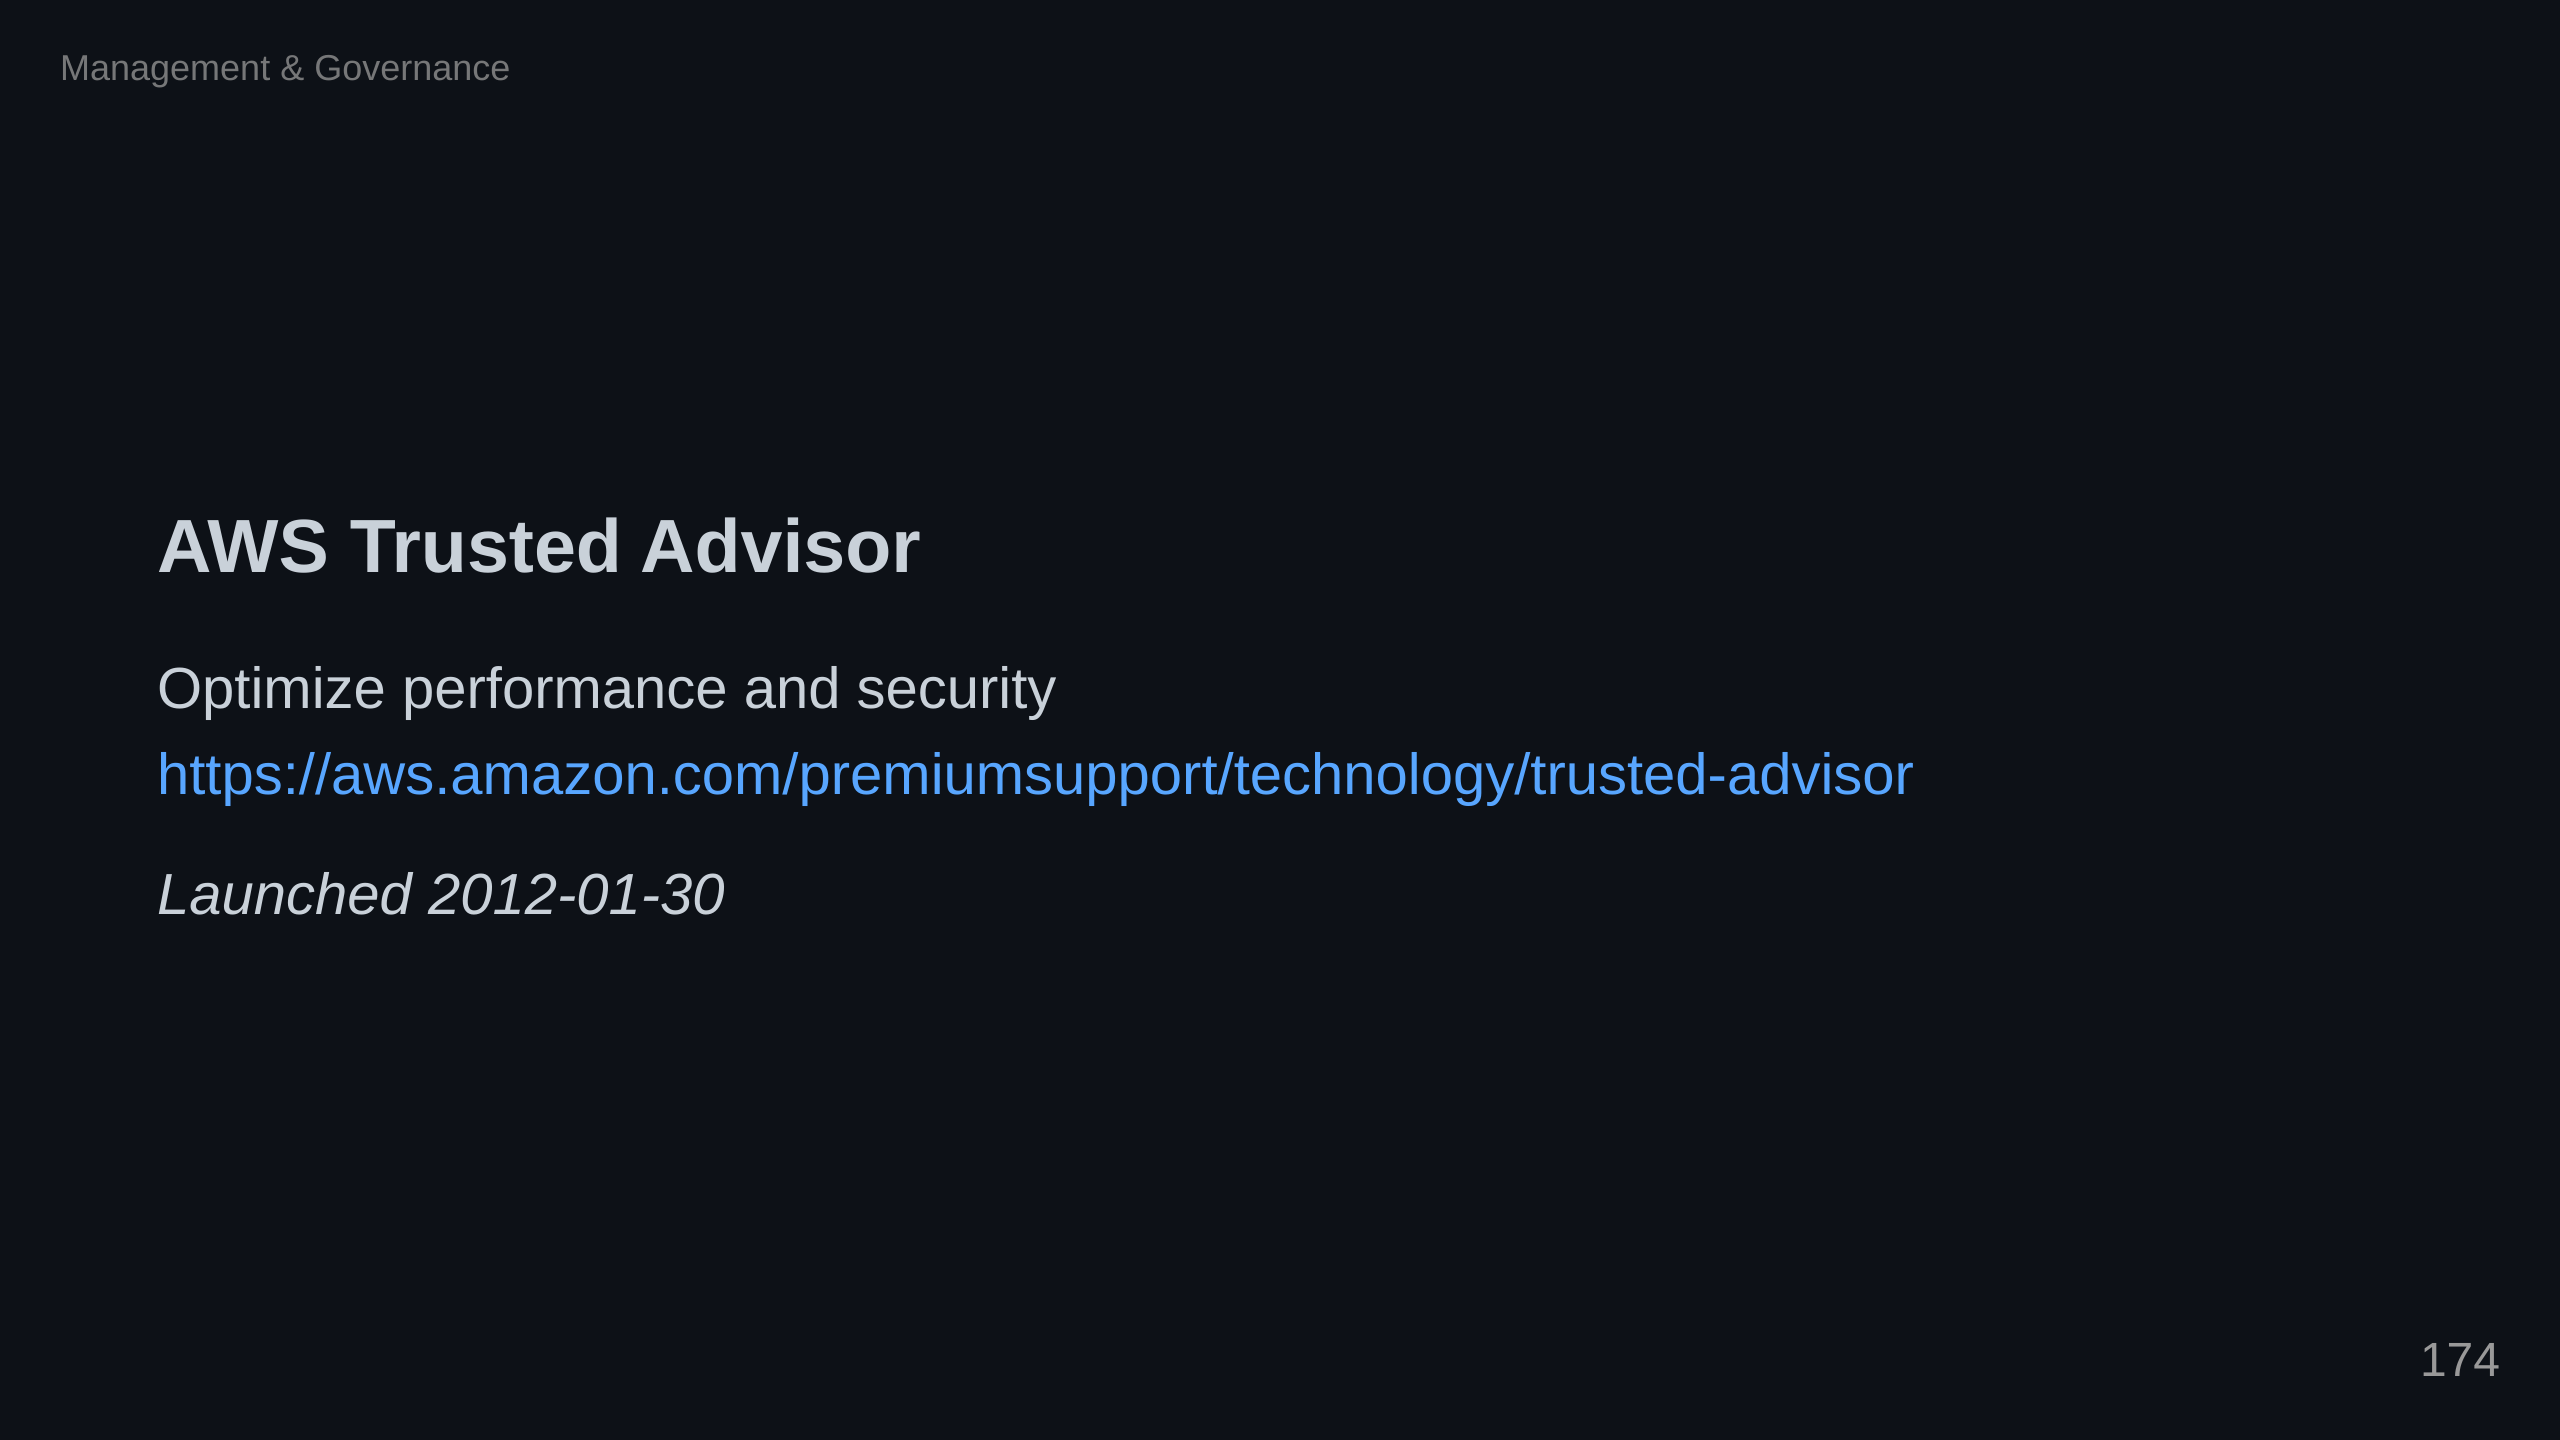 Management & Governance
AWS Trusted Advisor
Optimize performance and security
https://aws.amazon.com/premiumsupport/technology/trusted-advisor
Launched 2012-01-30
174